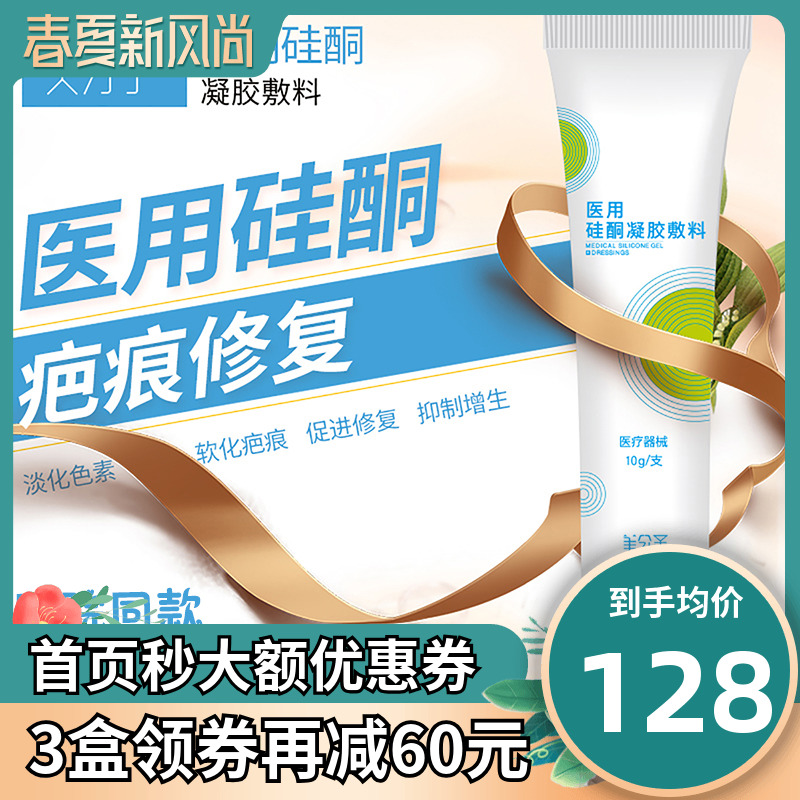 春夏新风尚
硅酮
凝胶敷料
医用硅酮
疤痕修复
淡化色素 软化疤痕 促进修复 抑制增生
医用
硅酮凝胶敷料
MEDICAL SILICONE GEL
DRESSINGS
医疗器械
10g/支
同款
到手均价
128
首页秒大额优惠券
3盒领券再减60元